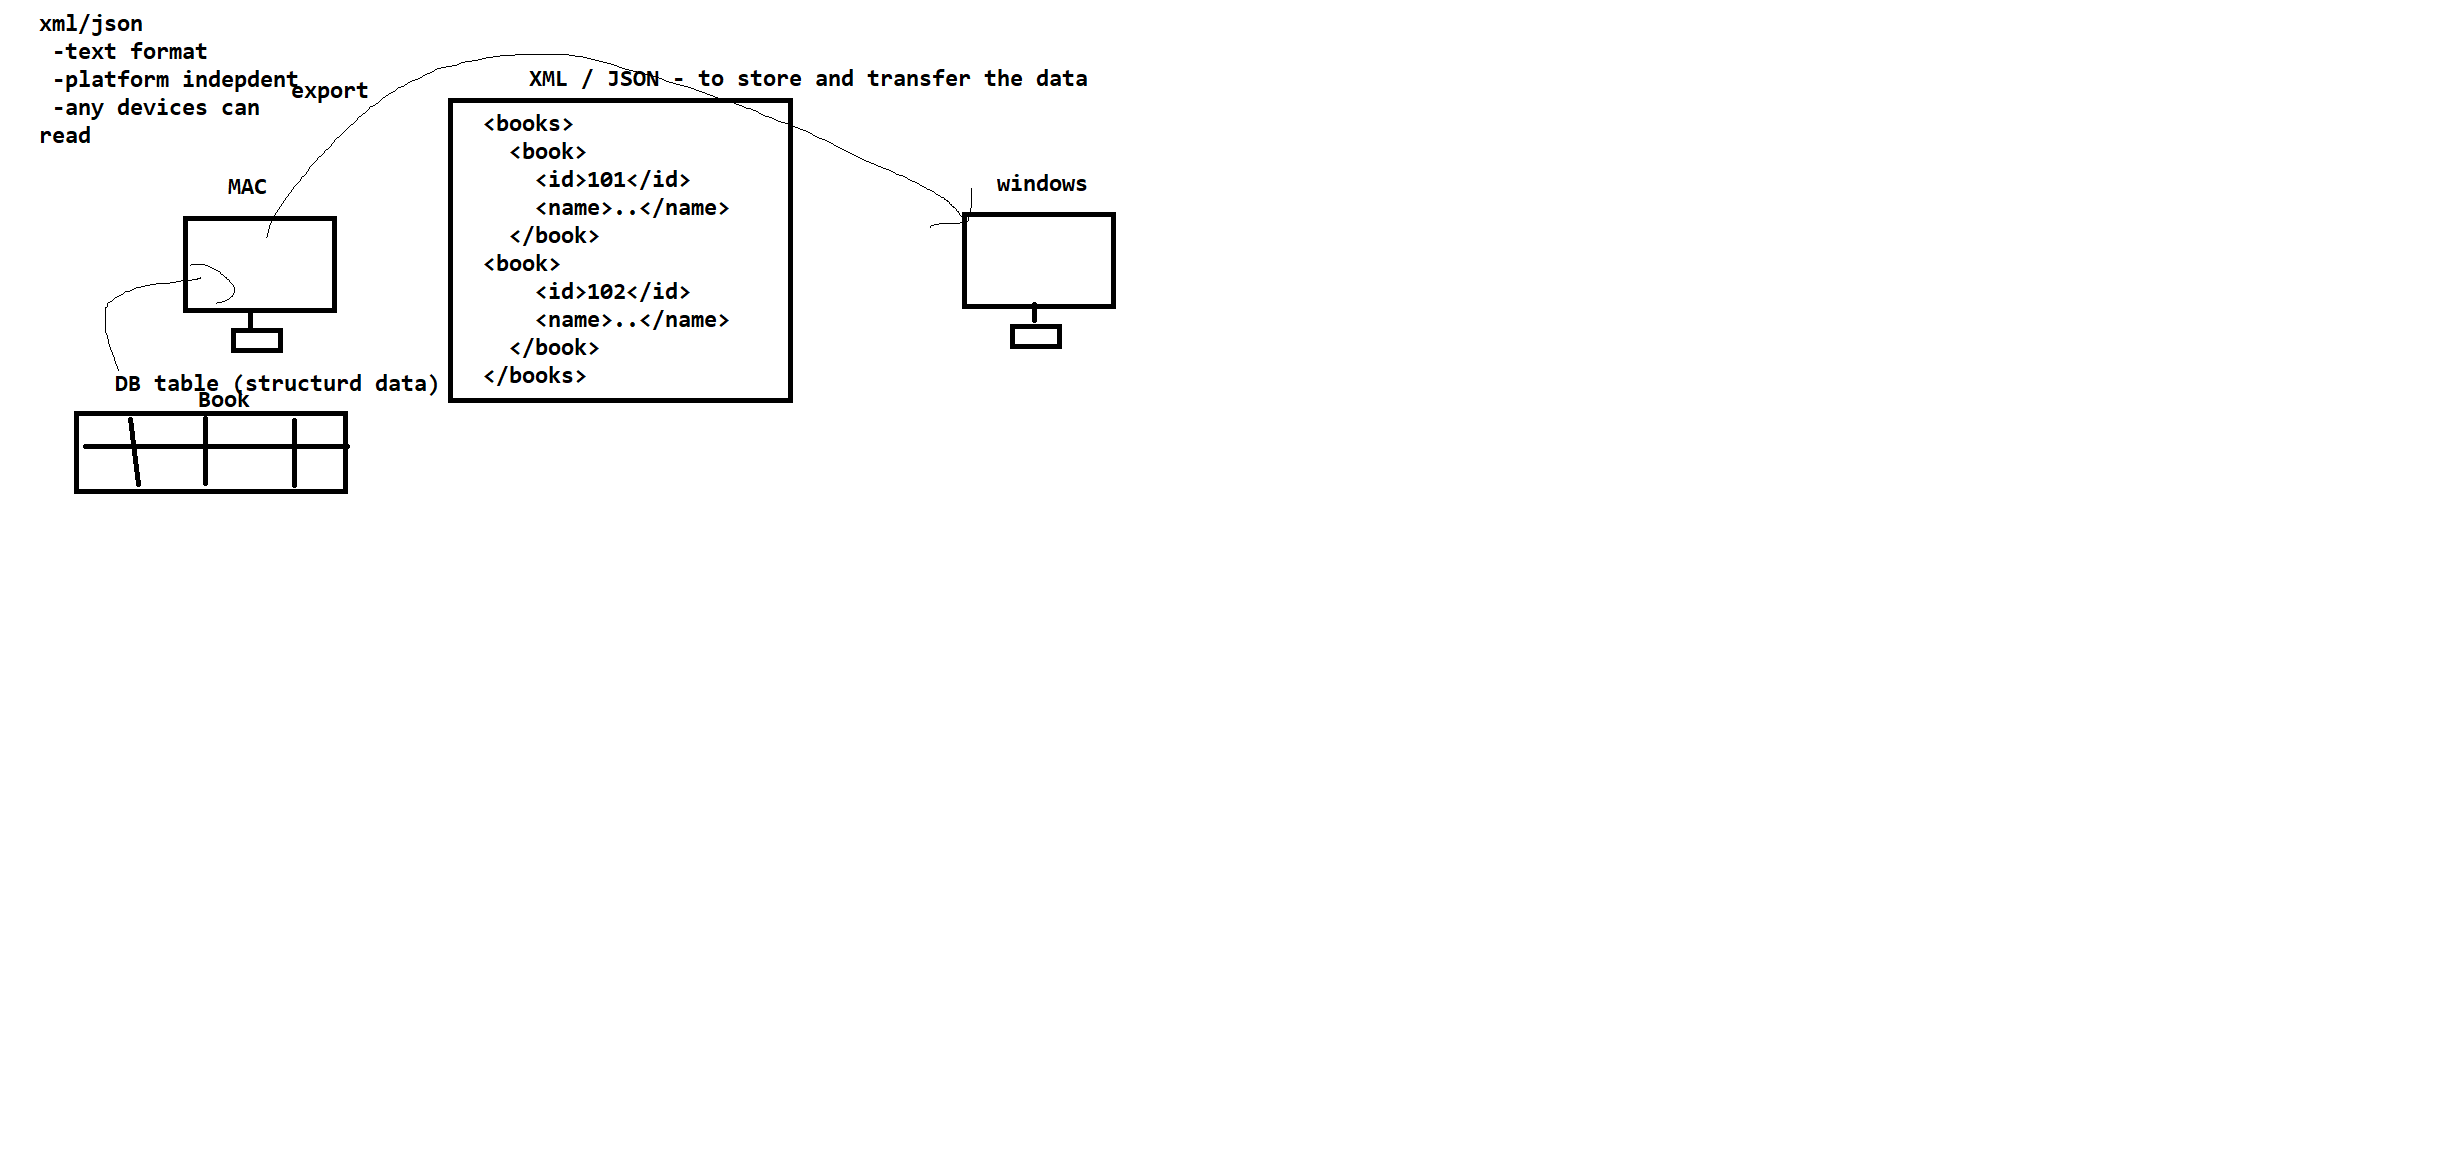 xml/json
-text format
-platform indepdent
-any devices can
read
export
XML / JSON - to store and transfer the data
<books>
<book>
<id>101</id>
<name>..</name>
</book>
<book>
<id>102</id>
<name>..</name>
</book>
</books>
MAC
windows
DB table (structurd data)
Book